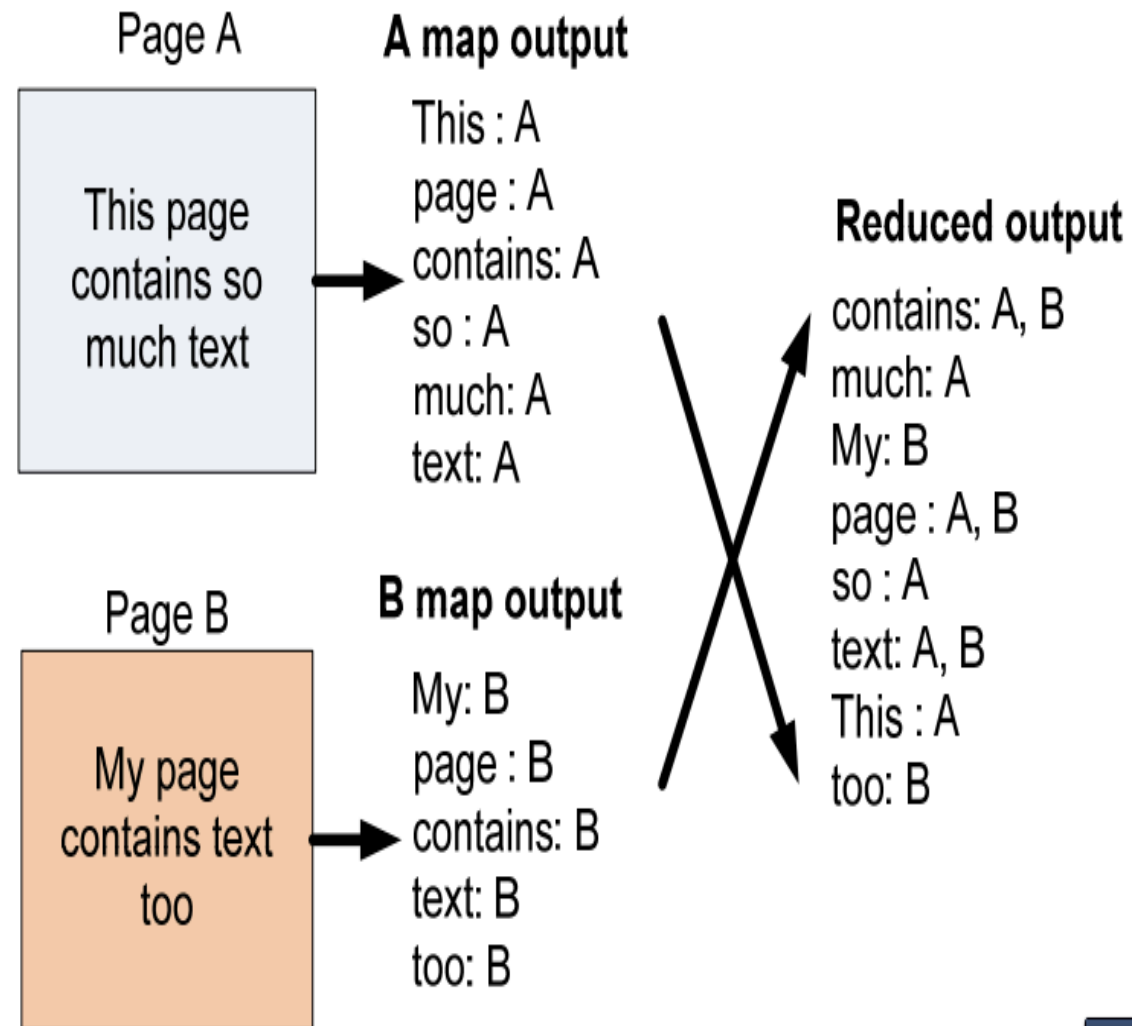 Page A
This page
contains so
much text
A map output
This : A
page : A
contains: A
so : A
much: A
text: A
Page B
My page
contains text
too
B map output
My: B
page : B
contains: B
text: B
too: B
Reduced output
contains: A, B
much: A
My: B
page : A, B
so : A
text: A, B
This : A
too: B